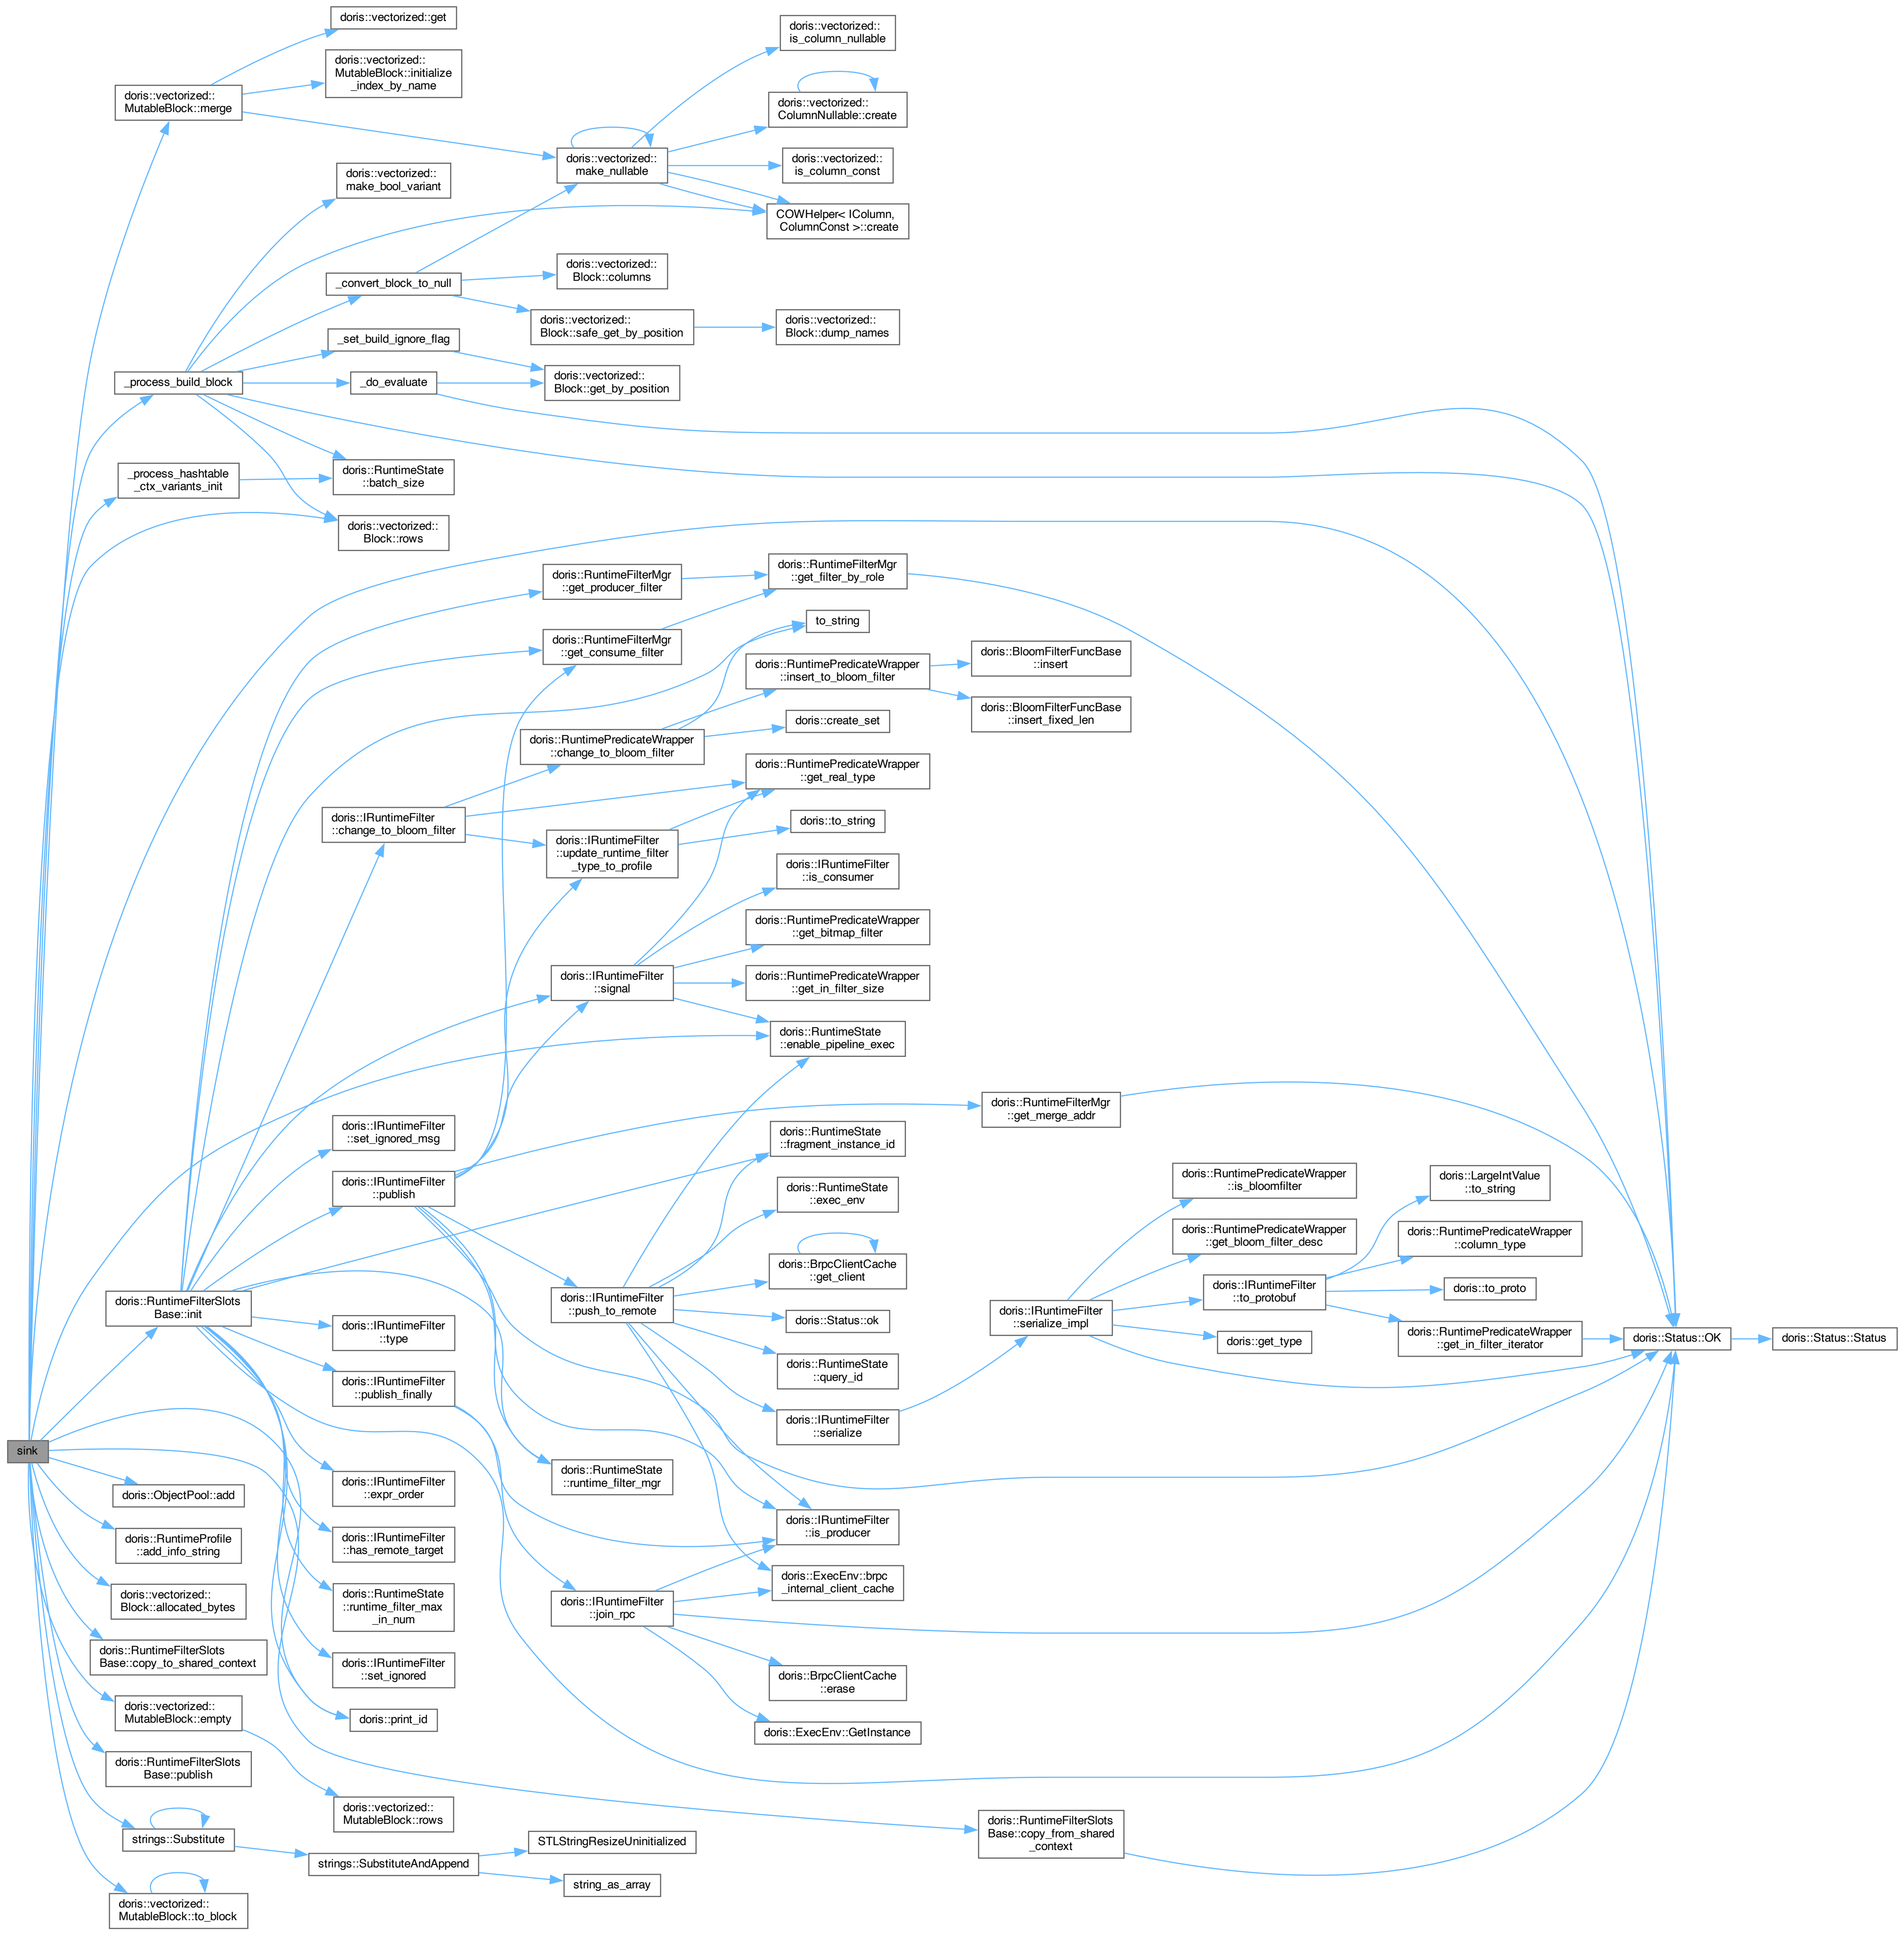 doris::vectorized::get
doris::vectorized::
MutableBlock::initialize
_index_by_name
doris::vectorized::
MutableBlock::merge
doris::vectorized::
is_column_nullable
doris::vectorized::
ColumnNullable::create
doris::vectorized::
make_nullable
doris::vectorized::
is_column_const
doris::vectorized::
make_bool_variant
COWHelper< IColumn,
ColumnConst >::create
_convert_block_to_null
doris::vectorized::
Block::columns
doris::vectorized::
Block::safe_get_by_position
doris::vectorized::
Block::dump_names
_set_build_ignore_flag
_process_build_block
_do_evaluate
doris::vectorized::
Block::get_by_position
_process_hashtable
_ctx_variants_init
doris::RuntimeState
::batch_size
doris::vectorized::
Block::rows
doris::RuntimeFilterMgr
::get_producer_filter
doris::RuntimeFilterMgr
::get_filter_by_role
to_string
doris::RuntimeFilterMgr
::get_consume_filter
doris::RuntimePredicateWrapper
::insert_to_bloom_filter
doris::BloomFilterFuncBase
::insert
doris::BloomFilterFuncBase
::insert_fixed_len
doris::create_set
doris::RuntimePredicateWrapper
::change_to_bloom_filter
doris::RuntimePredicateWrapper
::get_real_type
doris::IRuntimeFilter
::change_to_bloom_filter
doris::to_string
doris::IRuntimeFilter
::update_runtime_filter
_type_to_profile
doris::IRuntimeFilter
::is_consumer
doris::RuntimePredicateWrapper
::get_bitmap_filter
doris::IRuntimeFilter
::signal
doris::RuntimePredicateWrapper
::get_in_filter_size
doris::RuntimeState
::enable_pipeline_exec
doris::RuntimeFilterMgr
::get_merge_addr
doris::IRuntimeFilter
::set_ignored_msg
doris::RuntimeState
::fragment_instance_id
doris::IRuntimeFilter
::publish
doris::RuntimeState
::exec_env
doris::RuntimePredicateWrapper
::is_bloomfilter
doris::LargeIntValue
::to_string
doris::RuntimePredicateWrapper
::get_bloom_filter_desc
doris::RuntimePredicateWrapper
::column_type
doris::BrpcClientCache
::get_client
doris::IRuntimeFilter
::to_protobuf
doris::to_proto
doris::RuntimeFilterSlots
Base::init
doris::IRuntimeFilter
::push_to_remote
doris::Status::ok
doris::IRuntimeFilter
::serialize_impl
doris::get_type
doris::RuntimePredicateWrapper
::get_in_filter_iterator
doris::Status::OK
doris::Status::Status
doris::IRuntimeFilter
::type
doris::RuntimeState
::query_id
doris::IRuntimeFilter
::publish_finally
doris::IRuntimeFilter
::serialize
sink
doris::ObjectPool::add
doris::IRuntimeFilter
::expr_order
doris::RuntimeState
::runtime_filter_mgr
doris::RuntimeProfile
::add_info_string
doris::IRuntimeFilter
::has_remote_target
doris::IRuntimeFilter
::is_producer
doris::vectorized::
Block::allocated_bytes
doris::RuntimeState
::runtime_filter_max
_in_num
doris::IRuntimeFilter
::join_rpc
doris::ExecEnv::brpc
_internal_client_cache
doris::RuntimeFilterSlots
Base::copy_to_shared_context
doris::IRuntimeFilter
::set_ignored
doris::BrpcClientCache
::erase
doris::vectorized::
MutableBlock::empty
doris::print_id
doris::ExecEnv::GetInstance
doris::RuntimeFilterSlots
Base::publish
doris::vectorized::
MutableBlock::rows
doris::RuntimeFilterSlots
Base::copy_from_shared
_context
strings::Substitute
strings::SubstituteAndAppend
STLStringResizeUninitialized
string_as_array
doris::vectorized::
MutableBlock::to_block